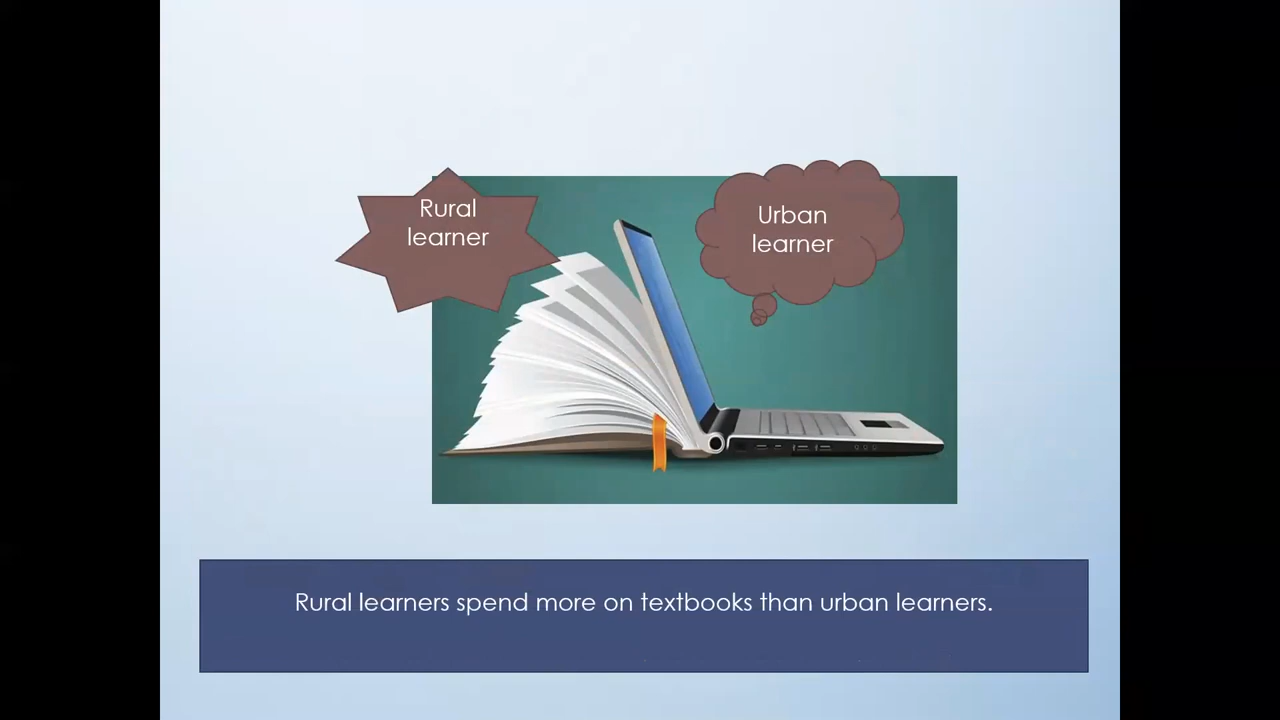 Rural
learner
Urban
learner
Rural learners spend more on textbooks than urban learners.